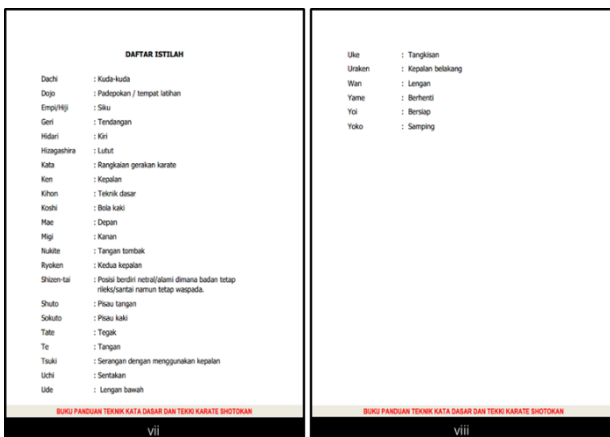 DAFTAR ISTILAH
Dachi : Kuda-kuda
Dojo : Padepokan / tempat latihan
Empi/Hiji : Siku
Geri : Tendangan
Hidari : Kiri
Hizagashira : Lutut
Kata : Rangkaian gerakan karate
Ken : Kepalan
Kihon : Teknik dasar
Koshi : Bola kaki
Mae : Depan
Migi : Kanan
Nukite : Tangan tombak
Ryoken : Kedua kepalan
Shizen-tai : Posisi berdiri netral/alami dimana badan tetap
rileks/santai namun tetap waspada.
Shuto : Pisau tangan
Sokuto : Pisau kaki
Tate : Tegak
Te : Tangan
Tsuki : Serangan dengan menggunakan kepalan
Uchi : Sentakan
Ude : Lengan bawah
BUKU PANDUAN TEKNIK KATA DASAR DAN TEKKI KARATE SHOTOKAN
vii
Uke : Tangkisan
Uraken : Kepalan belakang
Wan : Lengan
Yame : Berhenti
Yoi : Bersiap
Yoko : Samping
BUKU PANDUAN TEKNIK KATA DASAR DAN TEKKI KARATE SHOTOKAN
viii